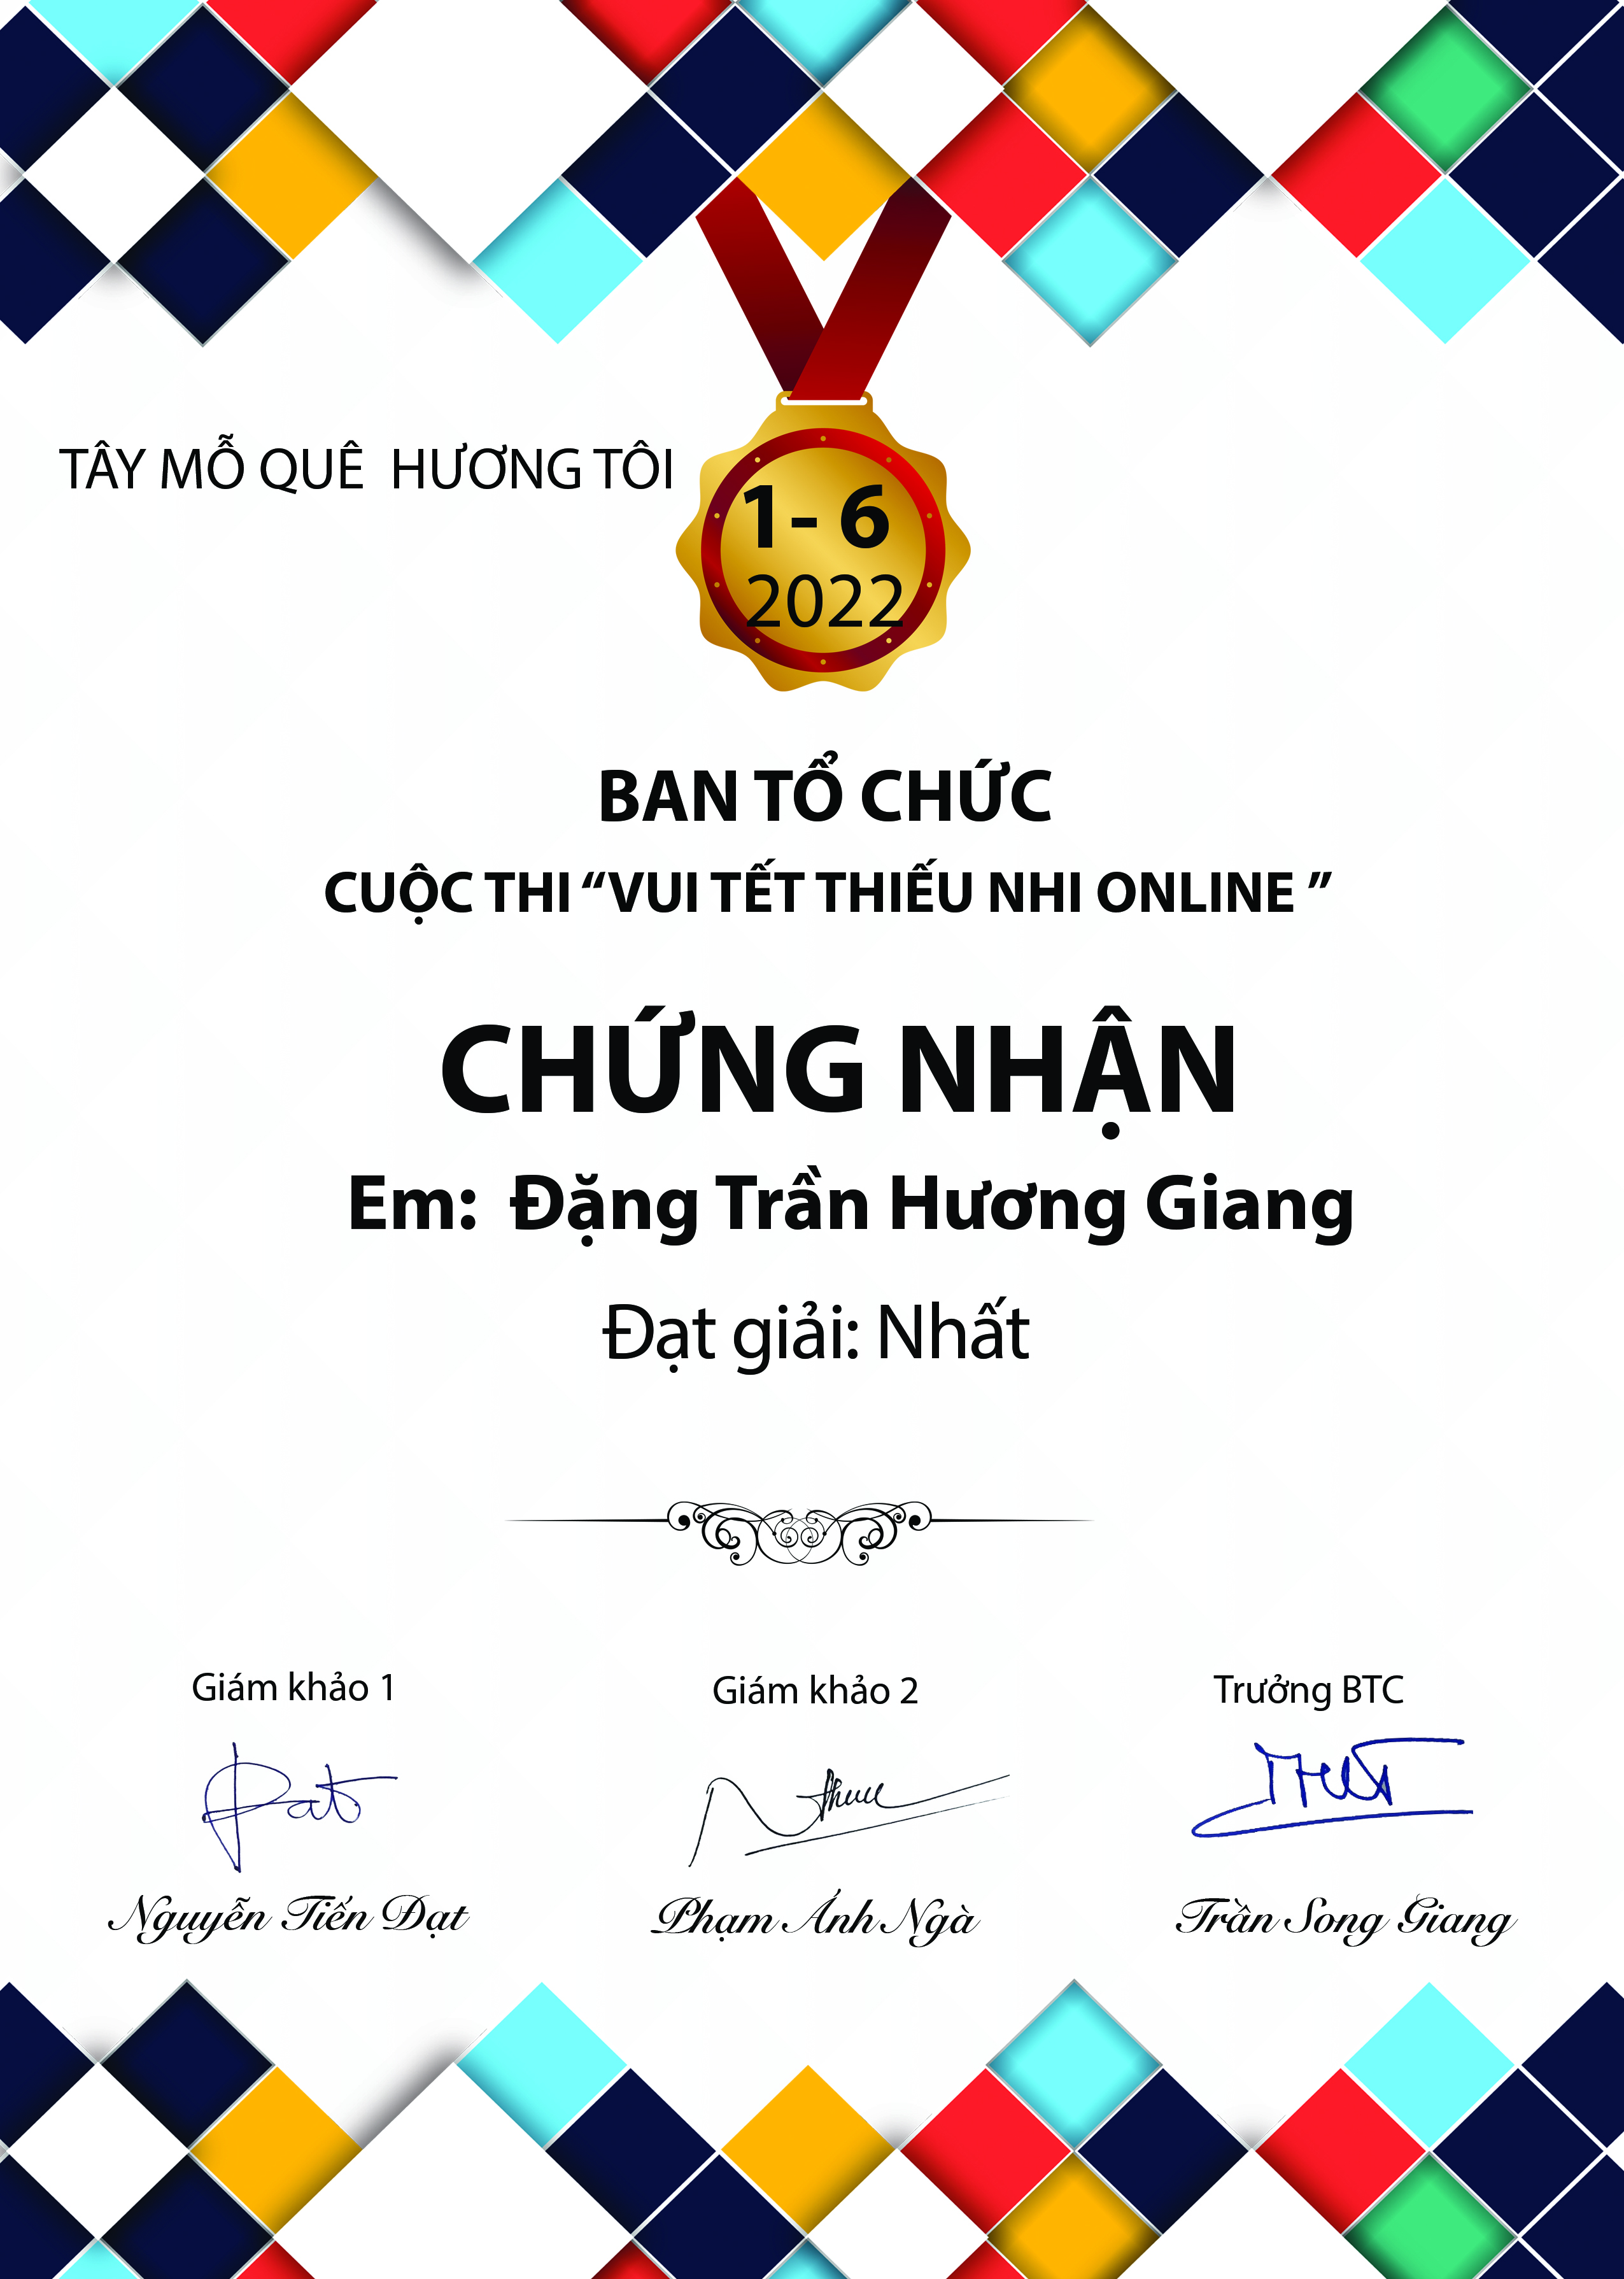 TÂY MỖ QUÊ HƯƠNG TÔI
1- 6
2022
BAN TỔ CHỨC
CUỘC THI “VUI TẾT THIẾU NHI ONLINE ”
CHỨNG NHẬN
Em: Đặng Trần Hương Giang
Đạt giải: Nhất
Giám khảo 1 Giám khảo 2 Trưởng BTC
Nguyễn Tiến Đạt Phạm Ánh Ngà Trần Song Giang